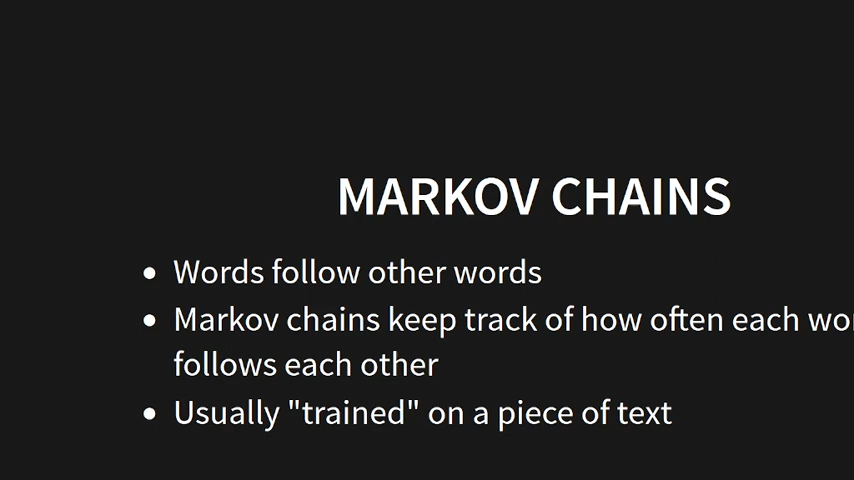 MARKOV CHAINS
• Words follow other words
• Markov chains keep track of how often each
follows each other
• Usually "trained" on a piece of text